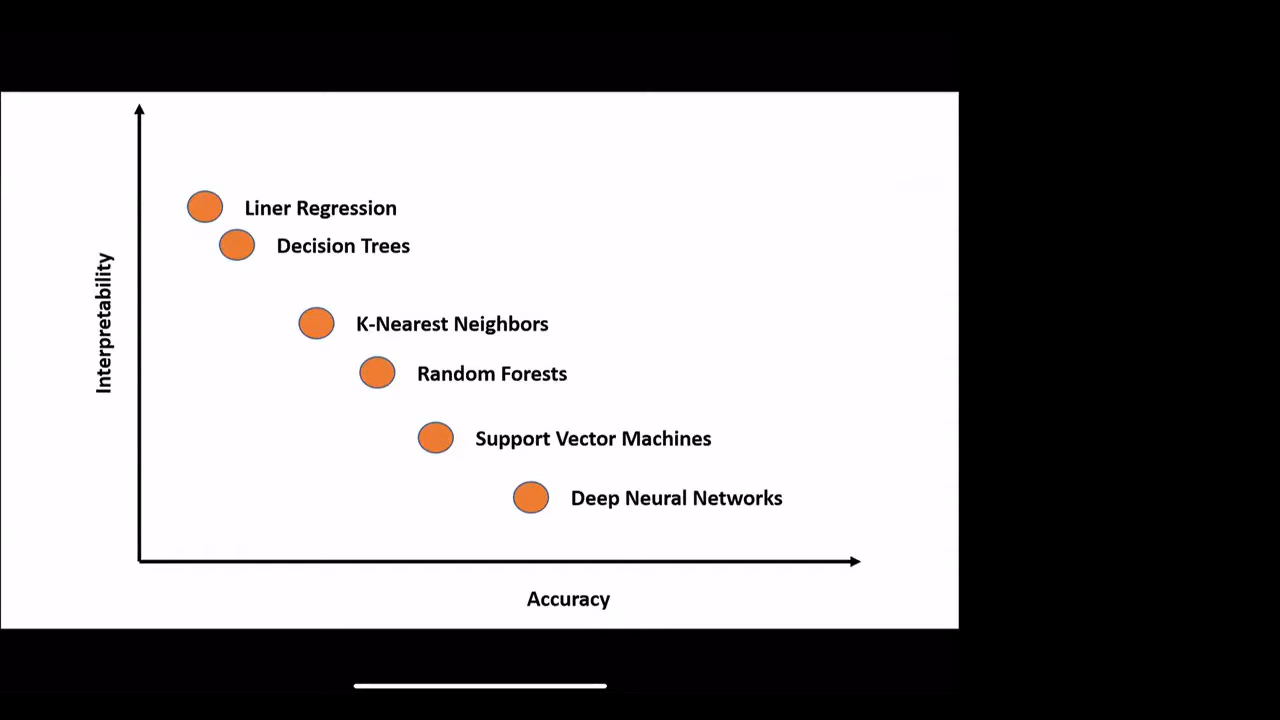 Liner Regression
Decision Trees
K-Nearest Neighbors
Random Forests
Support Vector Machines
Deep Neural Networks
Interpretability
Accuracy